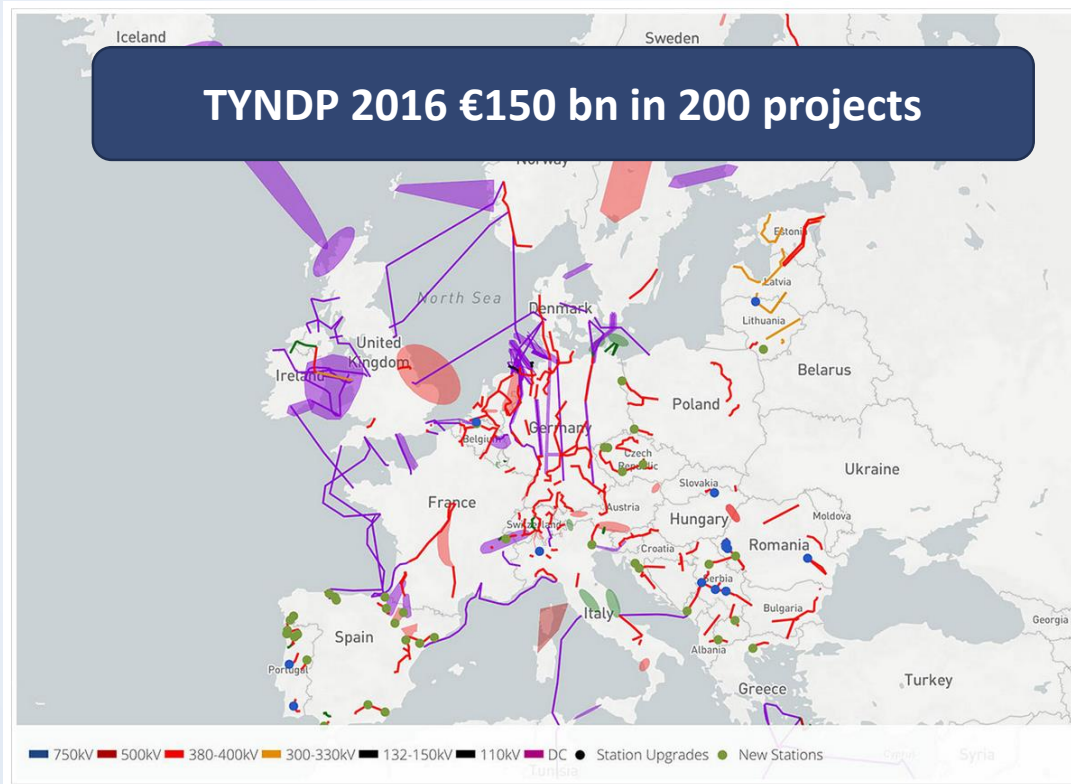 Iceland
Sweden
TYNDP 2016 €150 bn in 200 projects
Norway
Estonia
North Sea
Latvia
Denmark
Lithuania
United
Kingdom
Ireland
Belarus
Poland
Germany
Belgium
Czech
Republic
Ukraine
Slovakia
France
Austria
Moldova
Switzerland
Hungary
Romania
Croatia
Serbia
Italy
Bulgaria
Georgia
Spain
Albania
Portugal
Turkey
Greece
750kV 500kV 380-400kV 300-330kV 132-150kV 110kV DC Station Upgrades New Stations
Cyprus
Syria
Tunisia